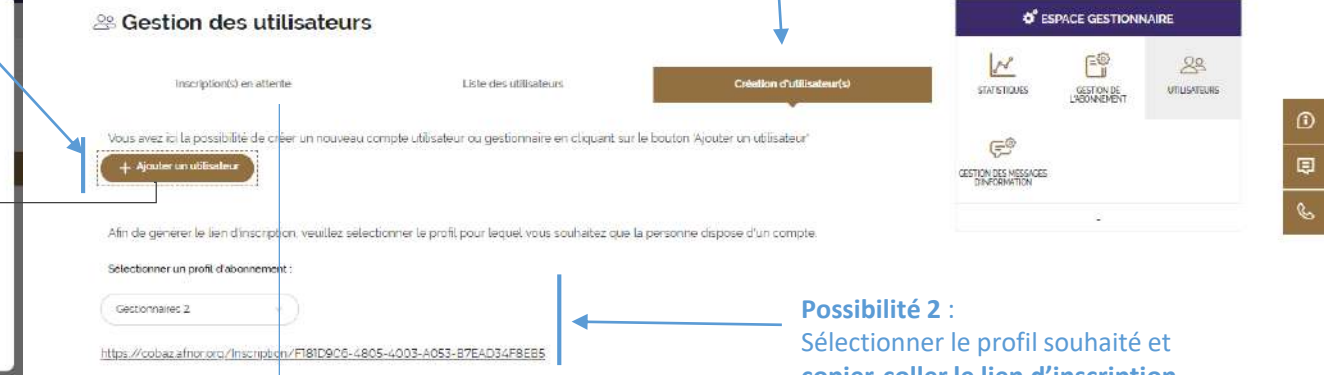 Gestion des utilisateurs
Inscription(s) en attente
Liste des utilisateurs
Création d'utilisateur(s)
Vous avez ici la possibilité de créer un nouveau compte utilisateur ou gestionnaire en cliquant sur le bouton 'Ajouter un utilisateur'
+ Ajouter un utilisateur
Afin de générer le lien d'inscription, veuillez sélectionner le profil pour lequel vous souhaitez que la personne dispose d'un compte.
Sélectionner un profil d'abonnement :
Gestionnaires 2
https://cobaz.afnor.org/Inscription/F181D9C6-4805-4003-A053-B7EAD34F8EB5
ESPACE GESTIONNAIRE
STATISTIQUES
GESTION DE
L'ABONNEMENT
UTILISATEURS
GESTION DES MESSAGES
D'INFORMATION
-
Possibilité 2 :
Sélectionner le profil souhaité et
copier-coller le lien d'inscription